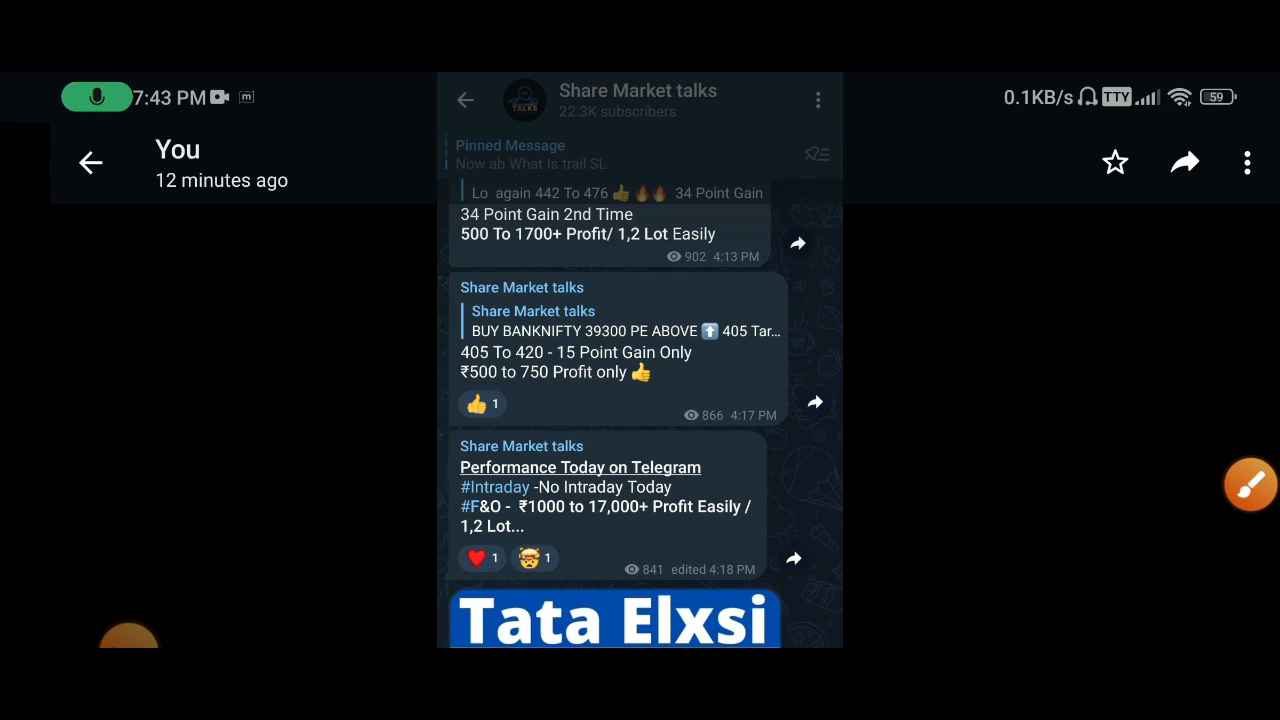 7:43 PM
0.1KB/s TTY 59
You
12 minutes ago
Share Market talks
22.3K subscribers
Pinned Message
Now ab What Is trail SL
Lo again 442 To 476 👍🔥🔥 34 Point Gain
34 Point Gain 2nd Time
500 To 1700+ Profit/ 1,2 Lot Easily
902 4:13 PM
Share Market talks
Share Market talks
BUY BANKNIFTY 39300 PE ABOVE ⬆️ 405 Tar...
405 To 420 - 15 Point Gain Only
₹500 to 750 Profit only 👍
👍 1
866 4:17 PM
Share Market talks
Performance Today on Telegram
#Intraday -No Intraday Today
#F&O - ₹1000 to 17,000+ Profit Easily /
1,2 Lot...
❤️ 1 🤯 1
841 edited 4:18 PM
Tata Elxsi